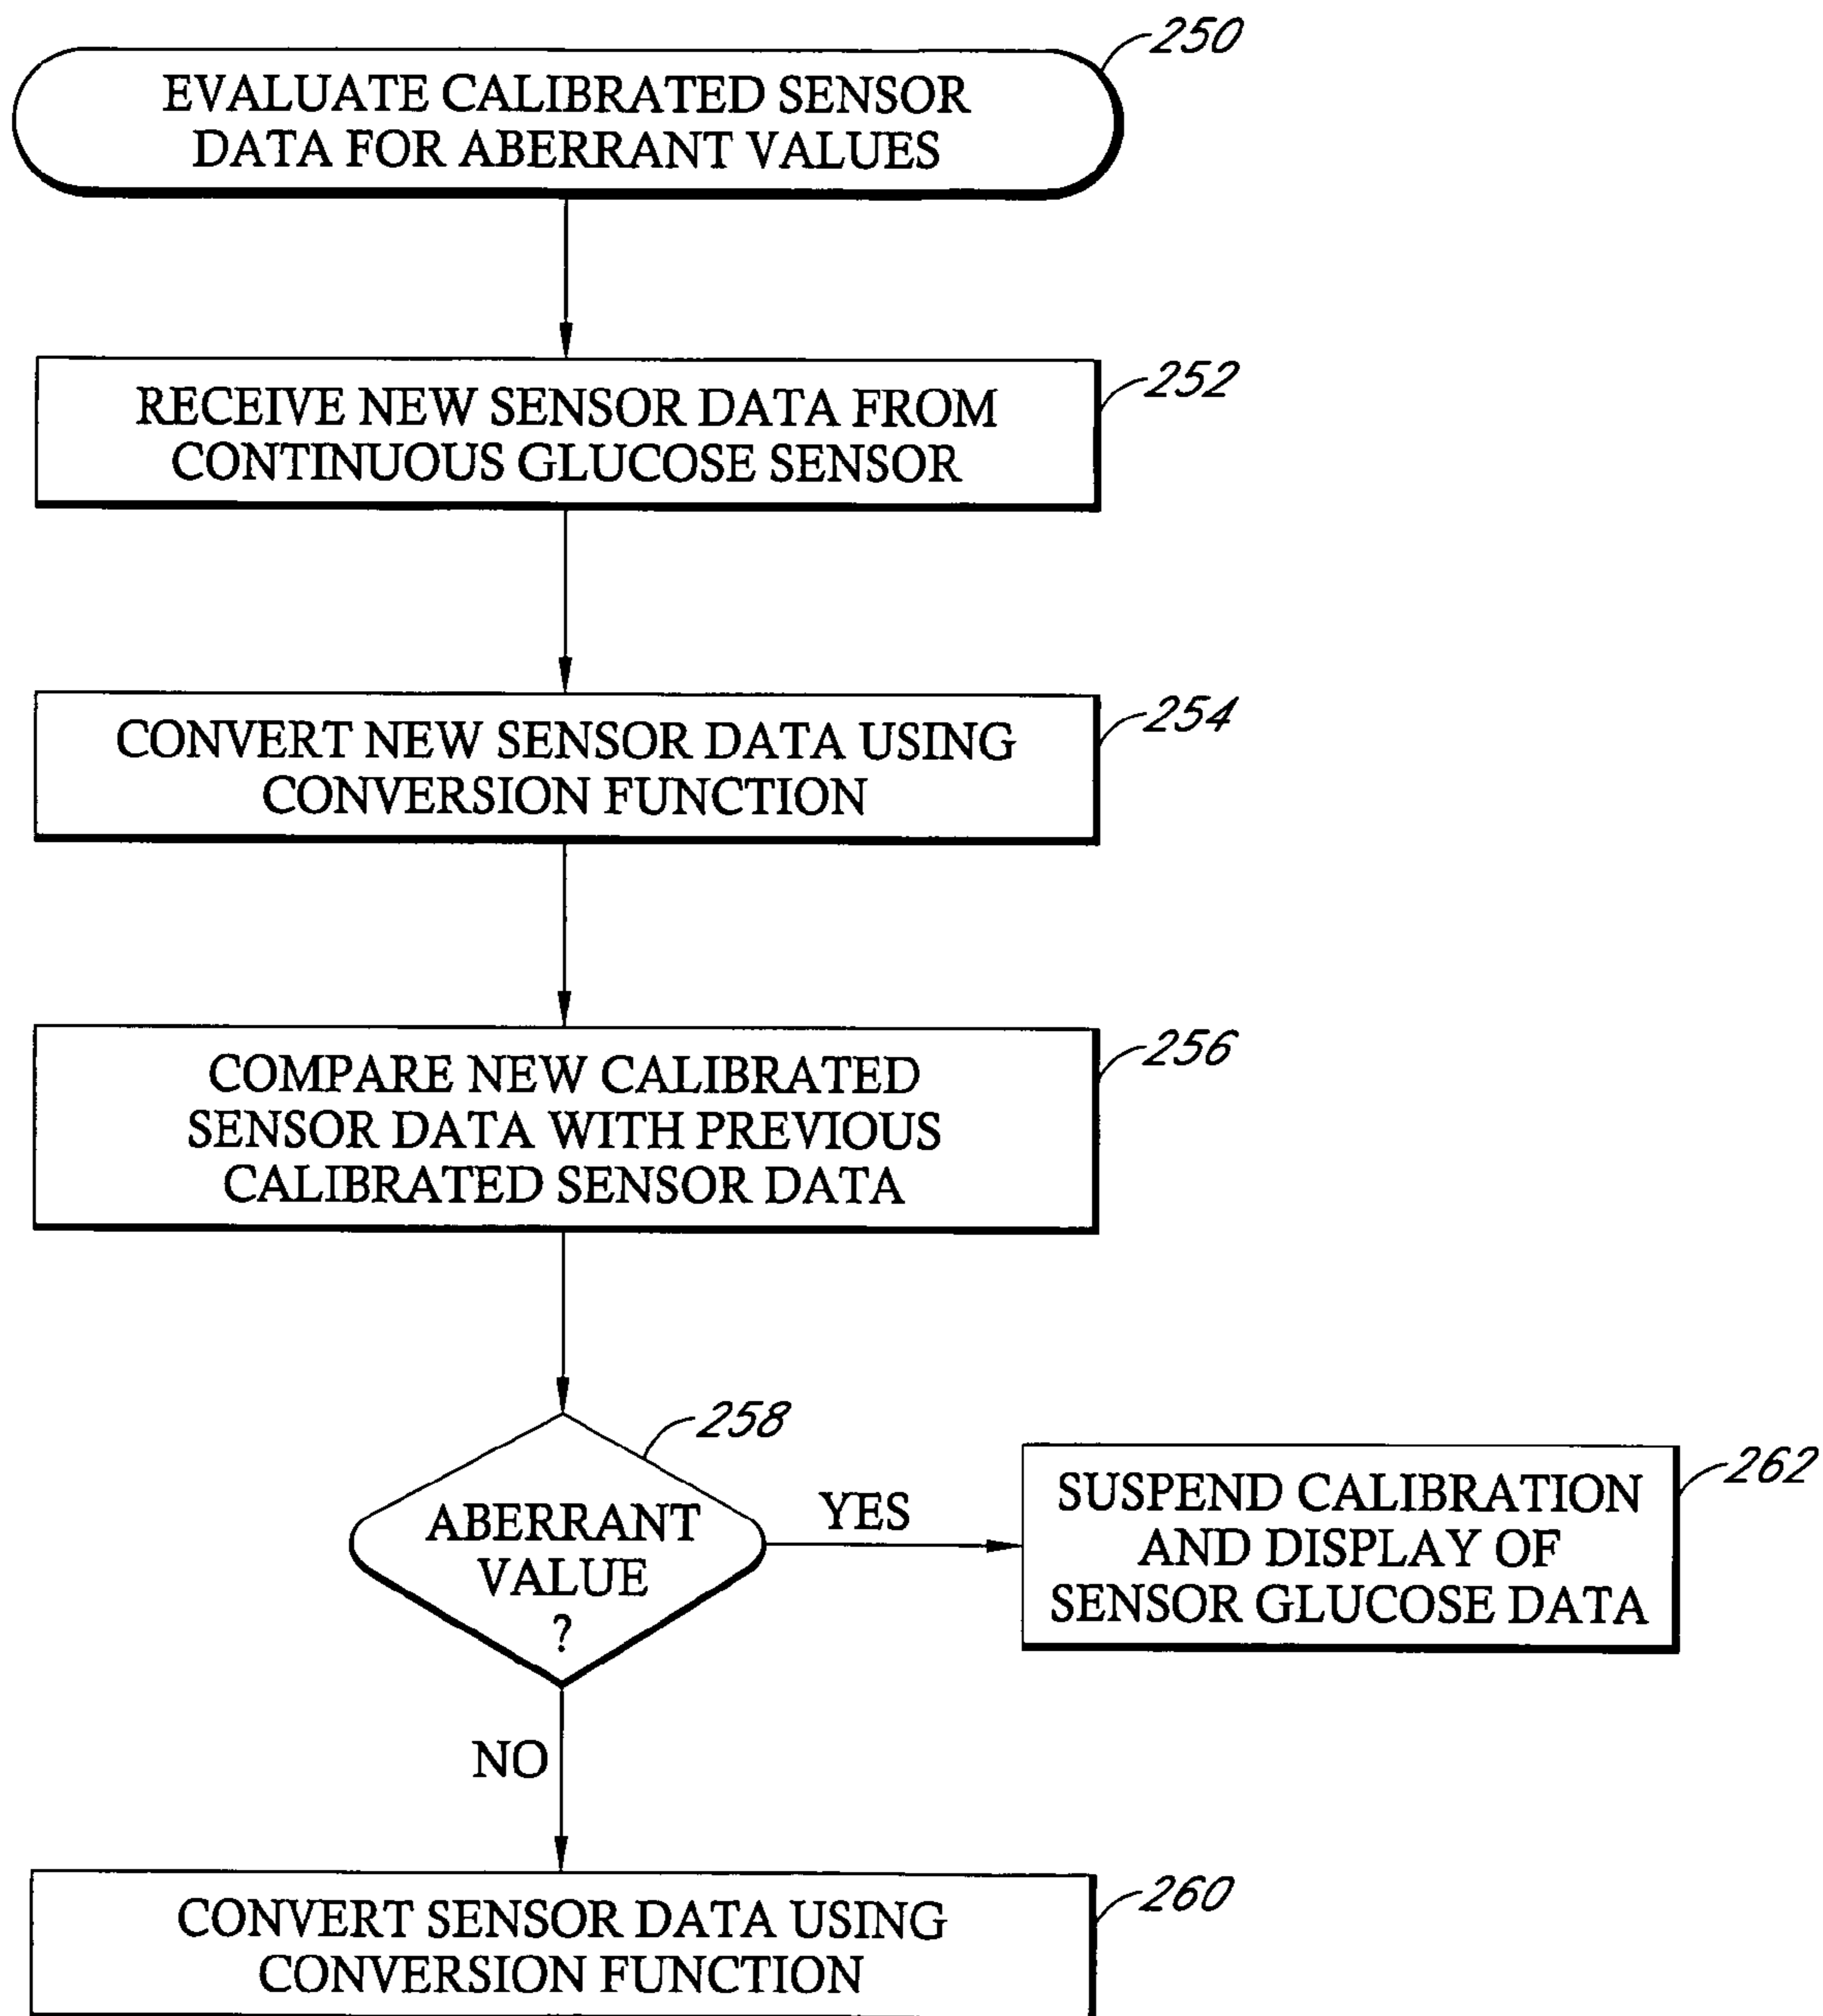 250
EVALUATE CALIBRATED SENSOR
DATA FOR ABERRANT VALUES
252
RECEIVE NEW SENSOR DATA FROM
CONTINUOUS GLUCOSE SENSOR
254
CONVERT NEW SENSOR DATA USING
CONVERSION FUNCTION
256
COMPARE NEW CALIBRATED
SENSOR DATA WITH PREVIOUS
CALIBRATED SENSOR DATA
258
ABERRANT
VALUE
?
YES
262
SUSPEND CALIBRATION
AND DISPLAY OF
SENSOR GLUCOSE DATA
NO
260
CONVERT SENSOR DATA USING
CONVERSION FUNCTION